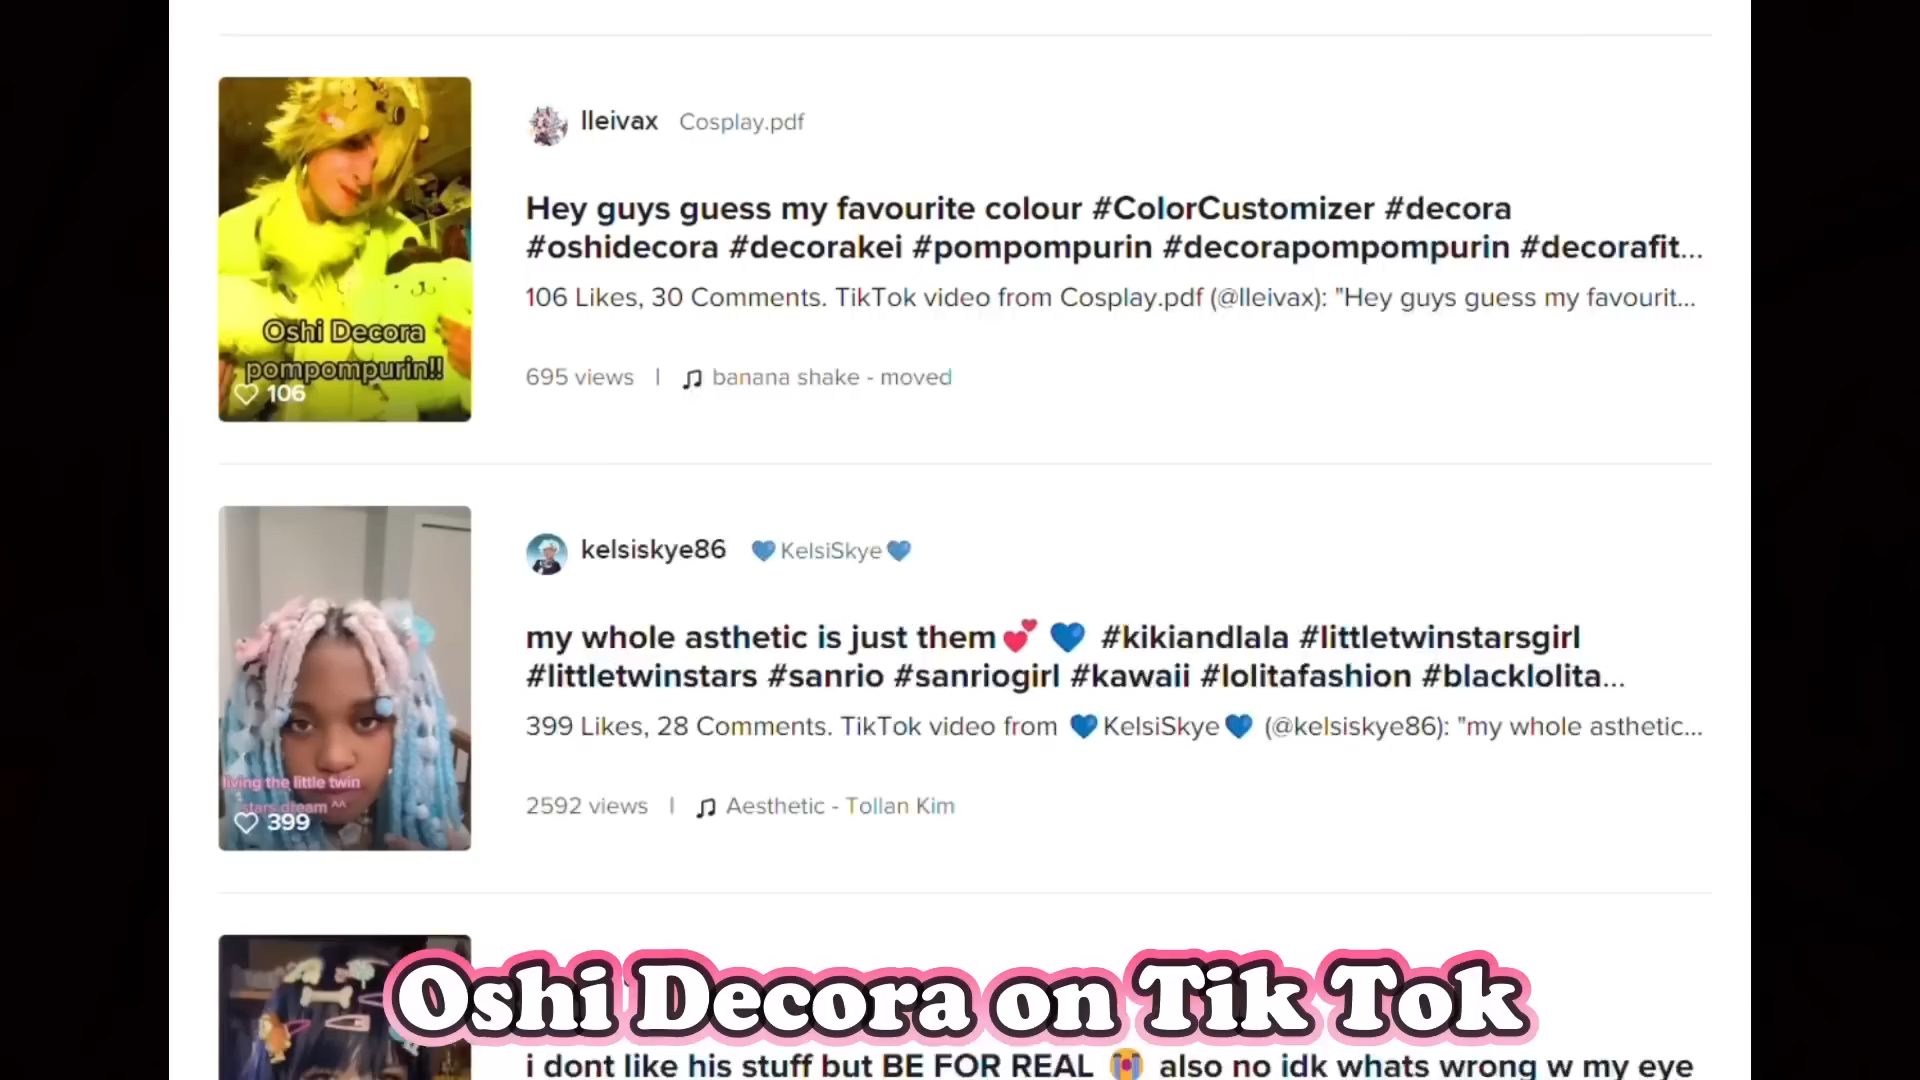 lleivax Cosplay.pdf
Hey guys guess my favourite colour #ColorCustomizer #decora
#oshidecora #decorakei #pompompurin #decorapompompurin #decorafit...
106 Likes, 30 Comments. TikTok video from Cosplay.pdf (@lleivax): "Hey guys guess my favourit...
Oshi Decora
pompompurin!!
106
695 views | banana shake - moved
kelsiskye86 💙KelsiSkye💙
my whole asthetic is just them💕💙 #kikiandlala #littletwinstarsgirl
#littletwinstars #sanrio #sanriogirl #kawaii #lolitafashion #blacklolita...
399 Likes, 28 Comments. TikTok video from 💙KelsiSkye💙 (@kelsiskye86): "my whole asthetic...
living the little twin
stars dream ^^
399
2592 views | Aesthetic - Tollan Kim
Oshi Decora on Tik Tok
i dont like his stuff but BE FOR REAL 😭 also no idk whats wrong w my eye